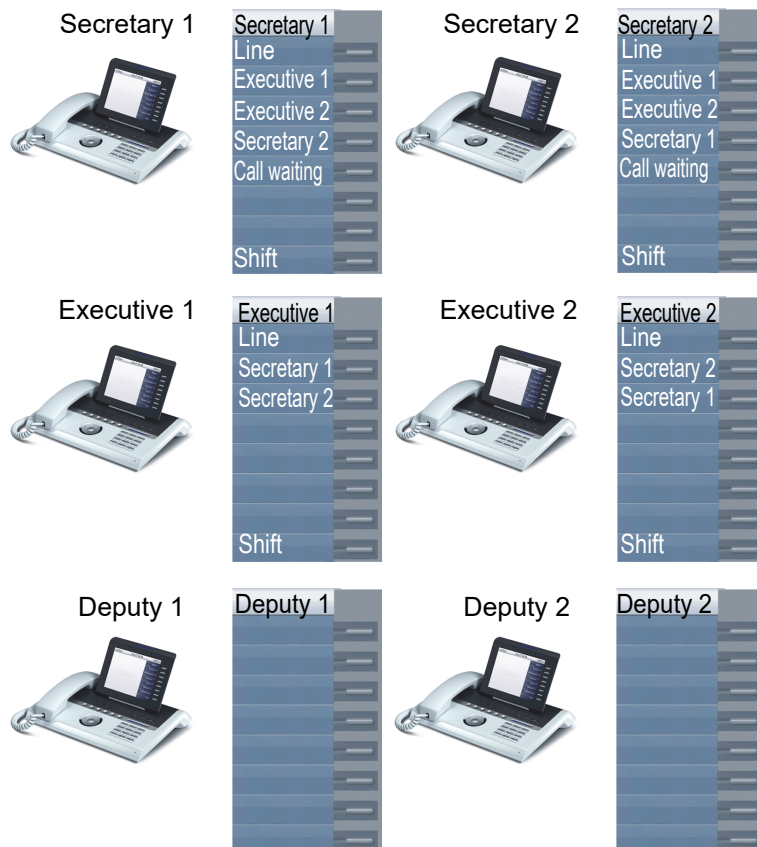 Secretary 1
Secretary 1
Line
Executive 1
Executive 2
Secretary 2
Call waiting
Shift
Secretary 2
Secretary 2
Line
Executive 1
Executive 2
Secretary 1
Call waiting
Shift
Executive 1
Executive 1
Line
Secretary 1
Secretary 2
Shift
Executive 2
Executive 2
Line
Secretary 2
Secretary 1
Shift
Deputy 1
Deputy 1
Deputy 2
Deputy 2